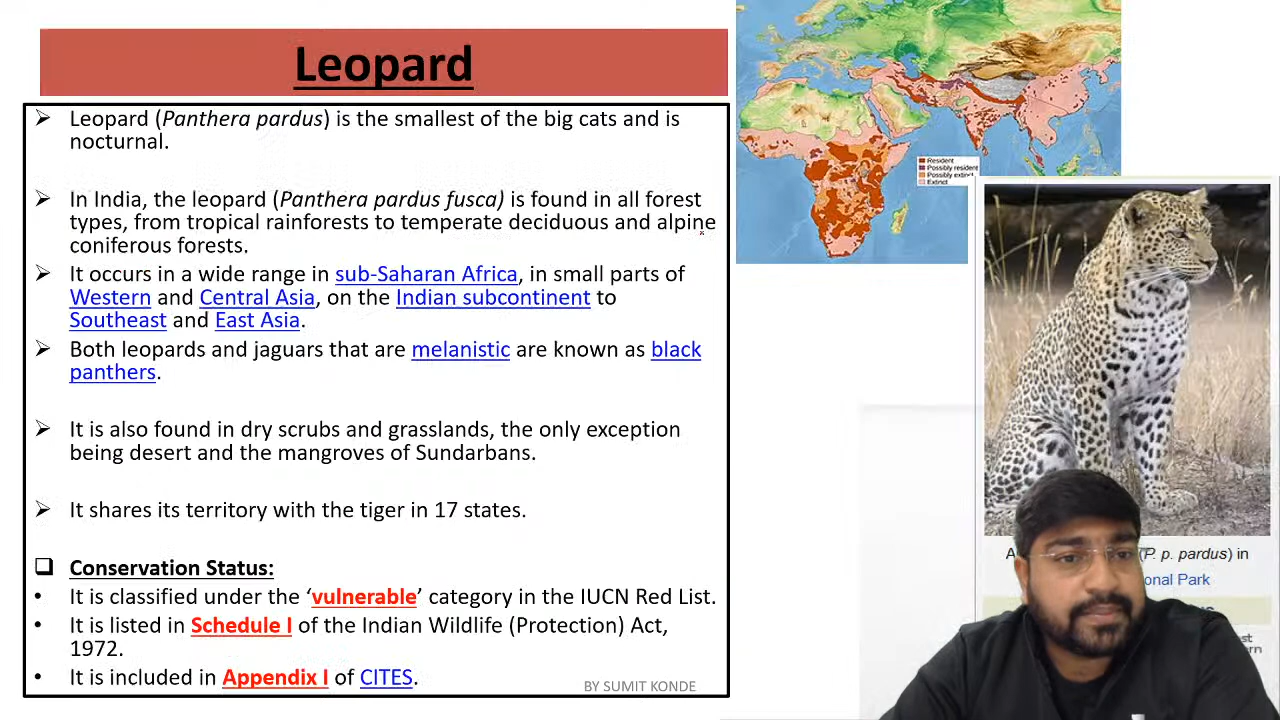 Leopard
➢ Leopard (Panthera pardus) is the smallest of the big cats and is
nocturnal.
➢ In India, the leopard (Panthera pardus fusca) is found in all forest
types, from tropical rainforests to temperate deciduous and alpine
coniferous forests.
➢ It occurs in a wide range in sub-Saharan Africa, in small parts of
Western and Central Asia, on the Indian subcontinent to
Southeast and East Asia.
➢ Both leopards and jaguars that are melanistic are known as black
panthers.
➢ It is also found in dry scrubs and grasslands, the only exception
being desert and the mangroves of Sundarbans.
➢ It shares its territory with the tiger in 17 states.
❑ Conservation Status:
• It is classified under the ‘vulnerable’ category in the IUCN Red List.
• It is listed in Schedule I of the Indian Wildlife (Protection) Act,
1972.
• It is included in Appendix I of CITES.
BY SUMIT KONDE
Resident
Possibly resident
Possibly extinct
Extinct
(P. p. pardus) in
onal Park